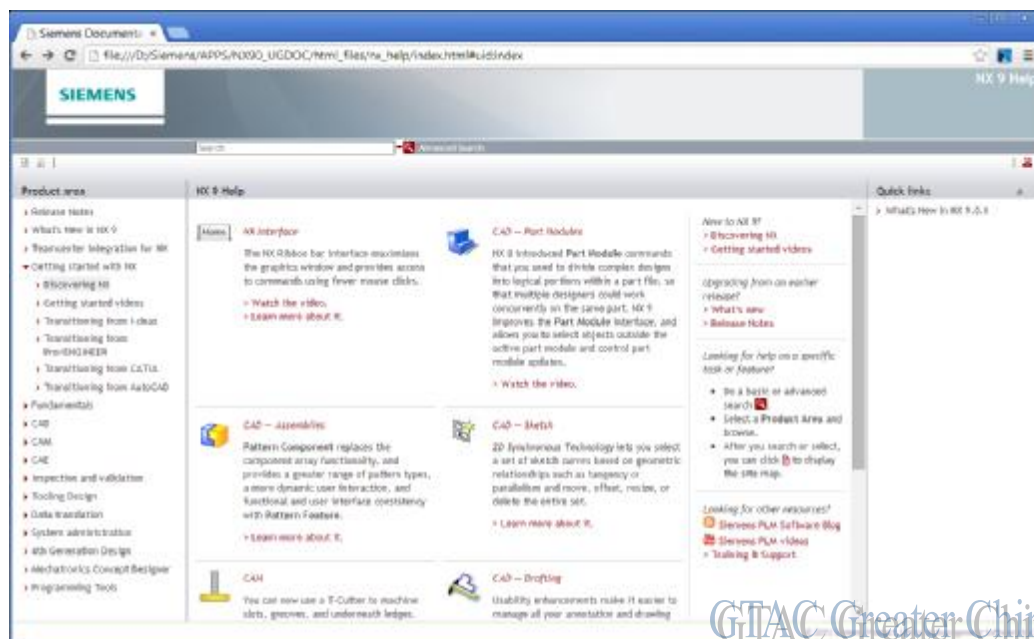 Siemens Documenta
file:///D:/Siemens/APPS/NX90_UGDOC/html_files/nx_help/index.html#uid:index
SIEMENS
NX 9 Help
Search
Advanced Search
Product area
> Release Notes
> What's New in NX 9
> Teamcenter Integration for NX
Getting started with NX
> Discovering NX
> Getting started videos
> Transitioning from I-deas
> Transitioning from
Pro/ENGINEER
> Transitioning from CATIA
> Transitioning from AutoCAD
> Fundamentals
> CAD
> CAM
> CAE
> Inspection and validation
> Tooling Design
> Data translation
> System administration
> 4th Generation Design
> Mechatronics Concept Designer
> Programming Tools
NX 9 Help
Home
NX Interface
The NX Ribbon bar interface maximizes
the graphics window and provides access
to commands using fewer mouse clicks.
> Watch the video.
> Learn more about it.
CAD — Part Modules
NX 8 introduced Part Module commands
that you used to divide complex designs
into logical portions within a part file, so
that multiple designers could work
concurrently on the same part. NX 9
improves the Part Module interface, and
allows you to select objects outside the
active part module and control part
module updates.
> Watch the video.
CAD — Assemblies
Pattern Component replaces the
component array functionality, and
provides a greater range of pattern types,
a more dynamic user interaction, and
functional and user interface consistency
with Pattern Feature.
> Learn more about it.
CAD — Sketch
2D Synchronous Technology lets you select
a set of sketch curves based on geometric
relationships such as tangency or
parallelism and move, offset, resize, or
delete the entire set.
> Learn more about it.
CAM
You can now use a T-Cutter to machine
slots, grooves, and underneath ledges.
CAD — Drafting
Usability enhancements make it easier to
manage all your annotation and drawing
New to NX 9?
> Discovering NX
> Getting started videos
Upgrading from an earlier
release?
> What's new
> Release Notes
Looking for help on a specific
task or feature?
• Do a basic or advanced
search
• Select a Product Area and
browse.
• After you search or select,
you can click to display
the site map.
Looking for other resources?
Siemens PLM Software Blog
Siemens PLM videos
> Training & Support
Quick links
> What's New in NX 9.0.0
GTAC Greater Chi